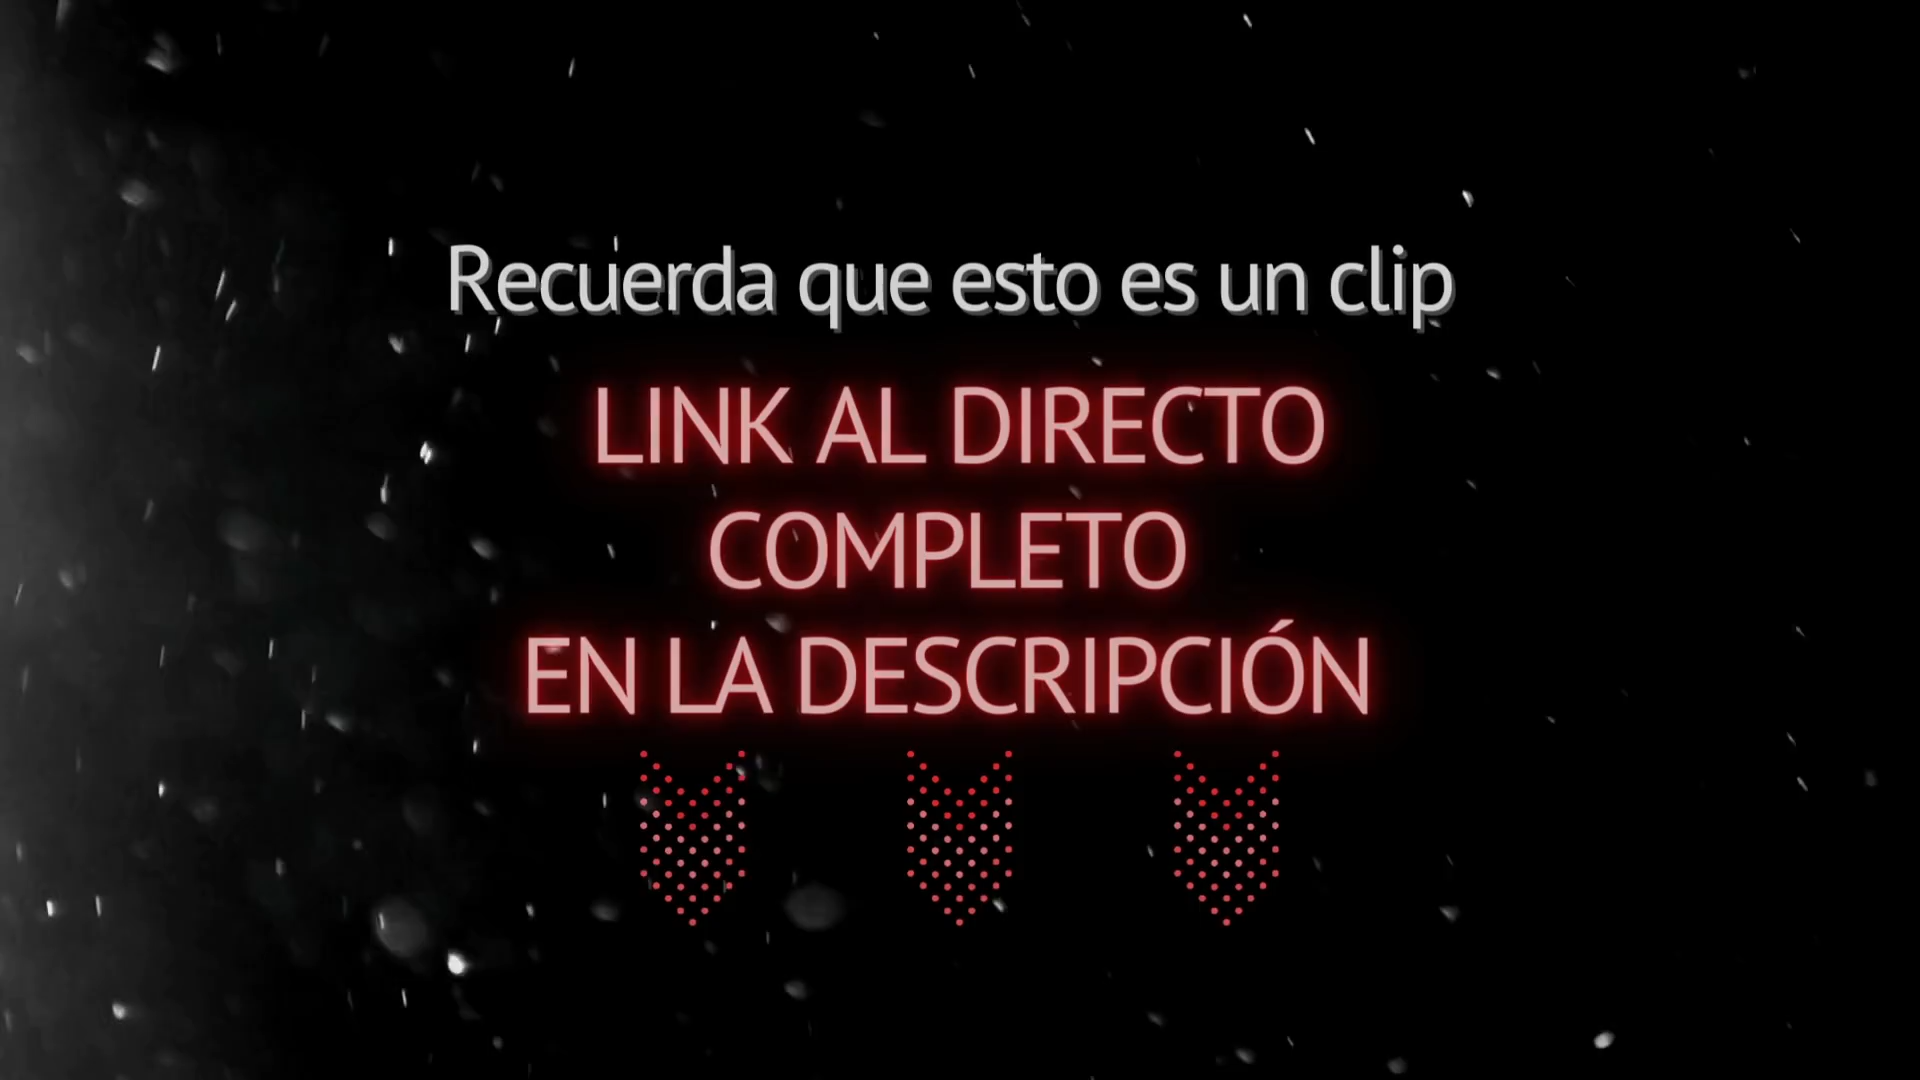 Recuerda que esto es un clip
LINK AL DIRECTO
COMPLETO
EN LA DESCRIPCIÓN